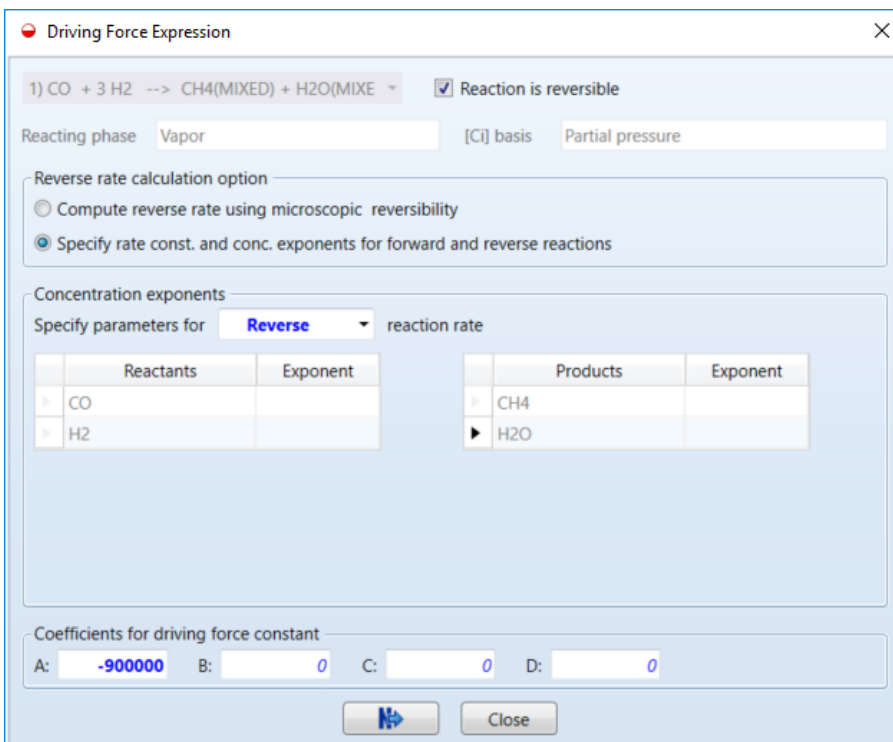 Driving Force Expression
1) CO + 3 H2 --> CH4(MIXED) + H2O(MIXE
Reaction is reversible
Reacting phase Vapor [Ci] basis Partial pressure
Reverse rate calculation option
Compute reverse rate using microscopic reversibility
Specify rate const. and conc. exponents for forward and reverse reactions
Concentration exponents
Specify parameters for Reverse reaction rate
Reactants Exponent Products Exponent
CO CH4
H2 H2O
Coefficients for driving force constant
A: -900000 B: 0 C: 0 D: 0
N Close